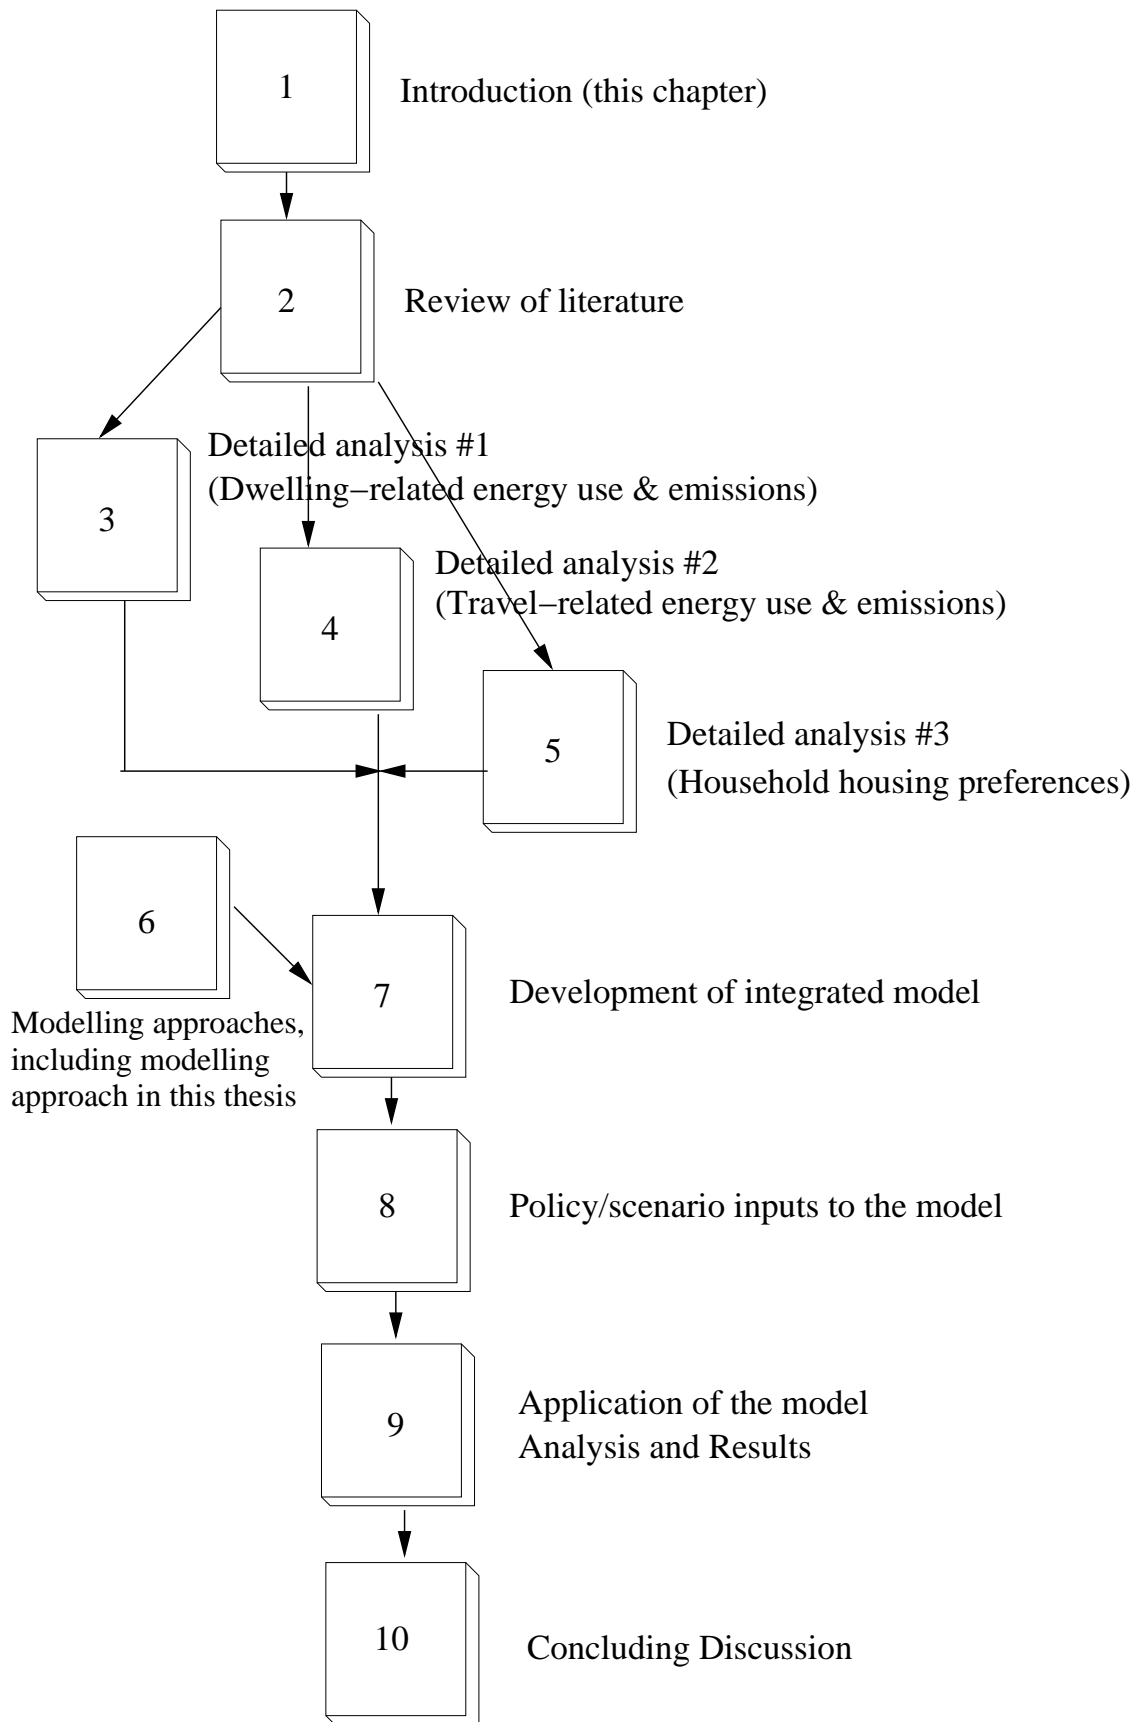 1
Introduction (this chapter)
2
Review of literature
Detailed analysis #1
(Dwelling−related energy use & emissions)
3
Detailed analysis #2
(Travel−related energy use & emissions)
4
Detailed analysis #3
(Household housing preferences)
5
6
Modelling approaches,
including modelling
approach in this thesis
7
Development of integrated model
8
Policy/scenario inputs to the model
9
Application of the model
Analysis and Results
10
Concluding Discussion